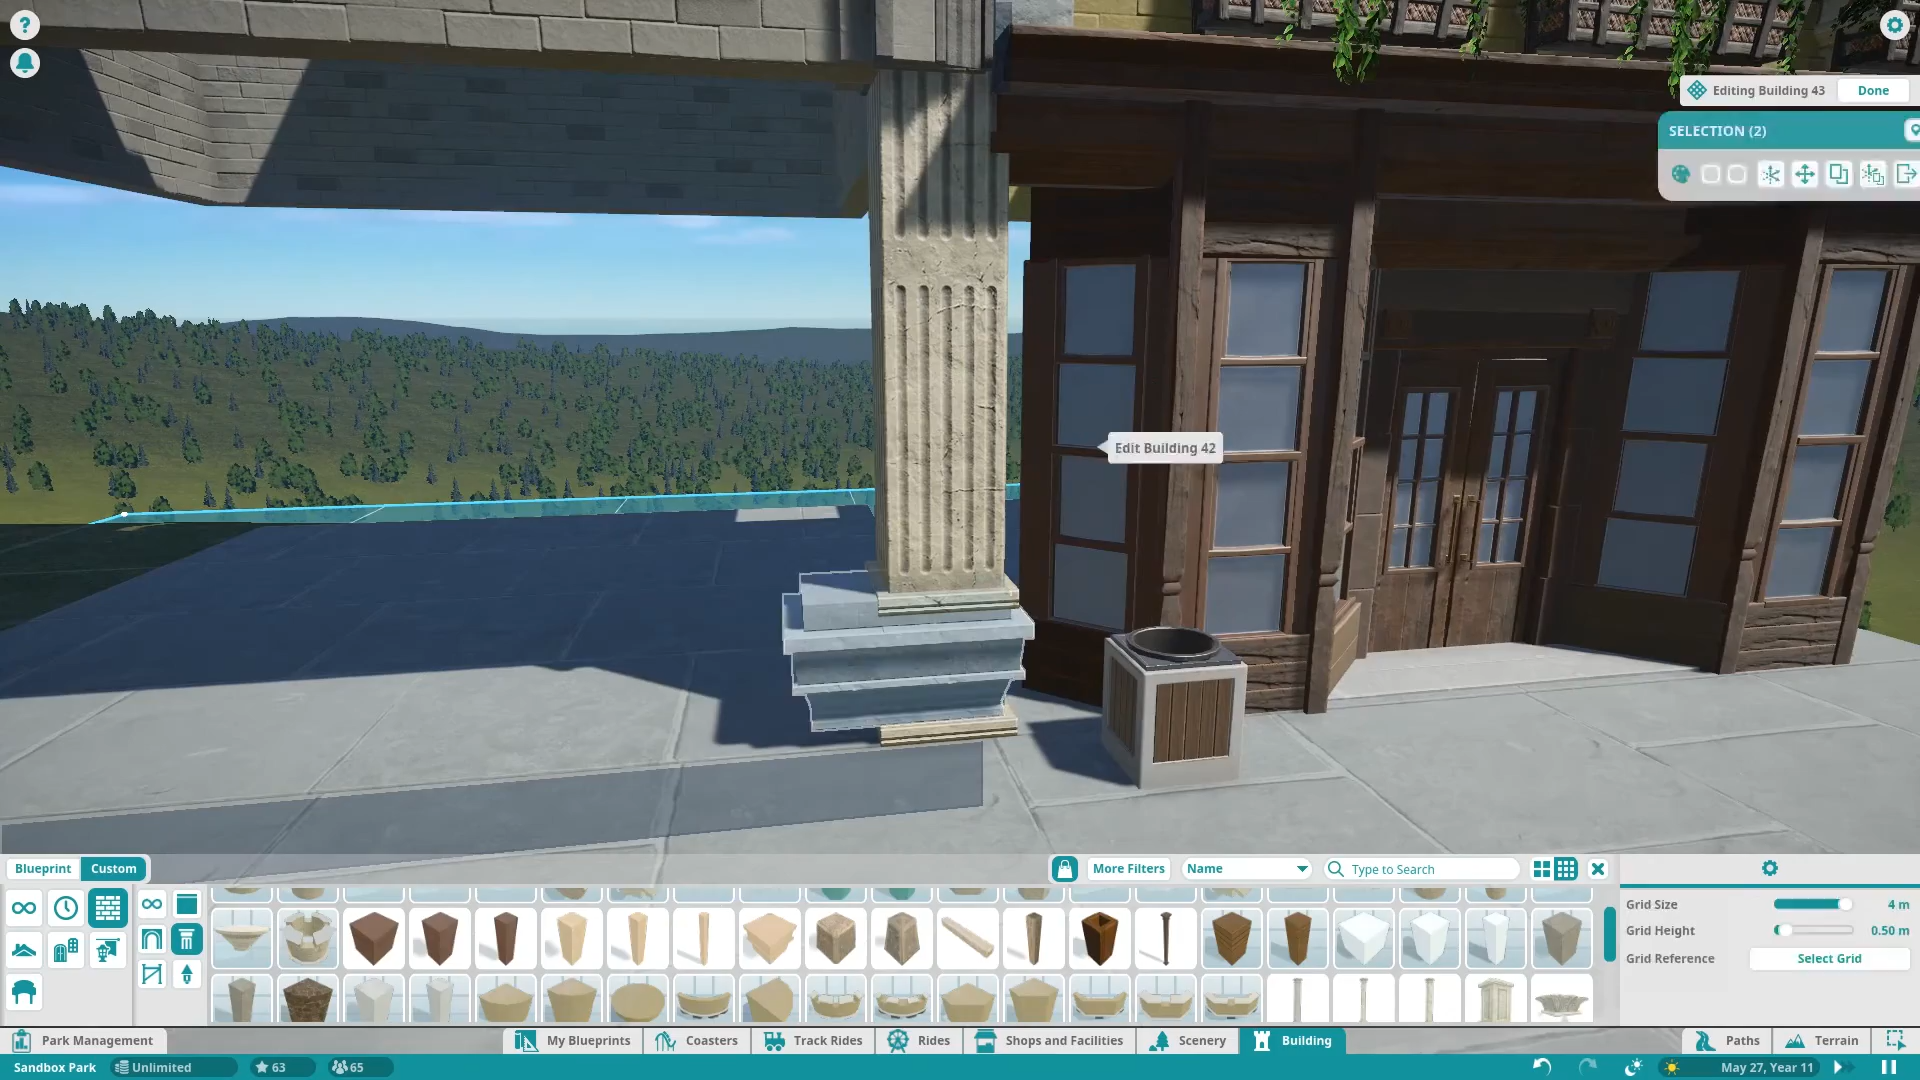 ?
Editing Building 43
Done
SELECTION (2)
Edit Building 42
Blueprint
Custom
More Filters
Name
Type to Search
Grid Size
4 m
Grid Height
0.50 m
Grid Reference
Select Grid
Park Management
My Blueprints
Coasters
Track Rides
Rides
Shops and Facilities
Scenery
Building
Paths
Terrain
Sandbox Park
Unlimited
63
65
May 27, Year 11